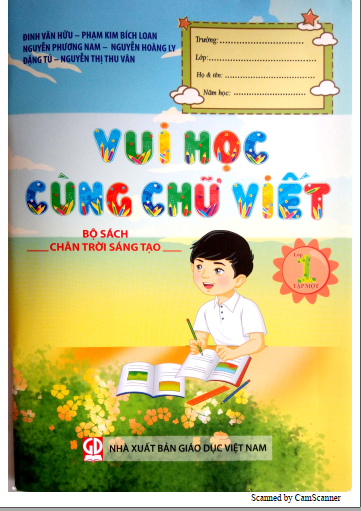 ĐINH VĂN HỮU – PHẠM KIM BÍCH LOAN
NGUYỄN PHƯƠNG NAM – NGUYỄN HOÀNG LY
ĐẶNG TÚ – NGUYỄN THỊ THU VÂN
Trường:
Lớp:
Họ & tên:
Năm học:
VUI HỌC
CÙNG CHỮ VIẾT
BỘ SÁCH
CHÂN TRỜI SÁNG TẠO
Lớp
1
TẬP MỘT
GD
NHÀ XUẤT BẢN GIÁO DỤC VIỆT NAM
Scanned by CamScanner